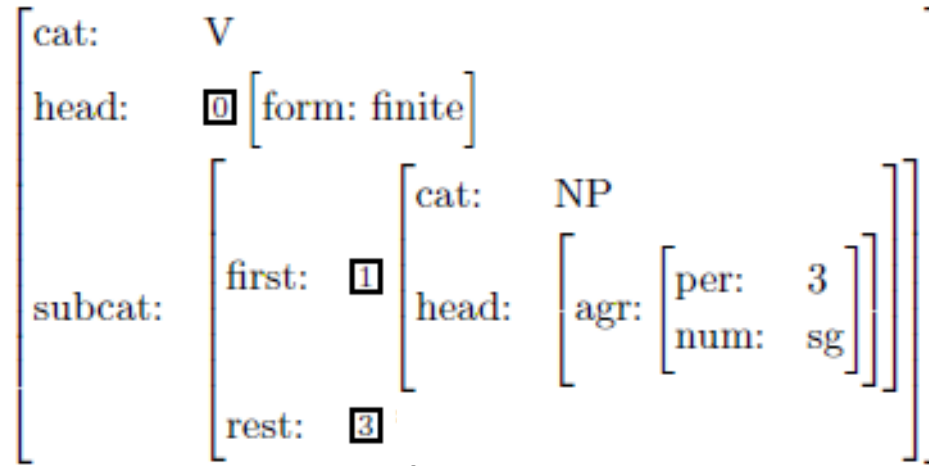 cat: V
head: 0 [form: finite]
cat: NP
first: 1
per: 3
subcat: head: agr:
num: sg
rest: 3